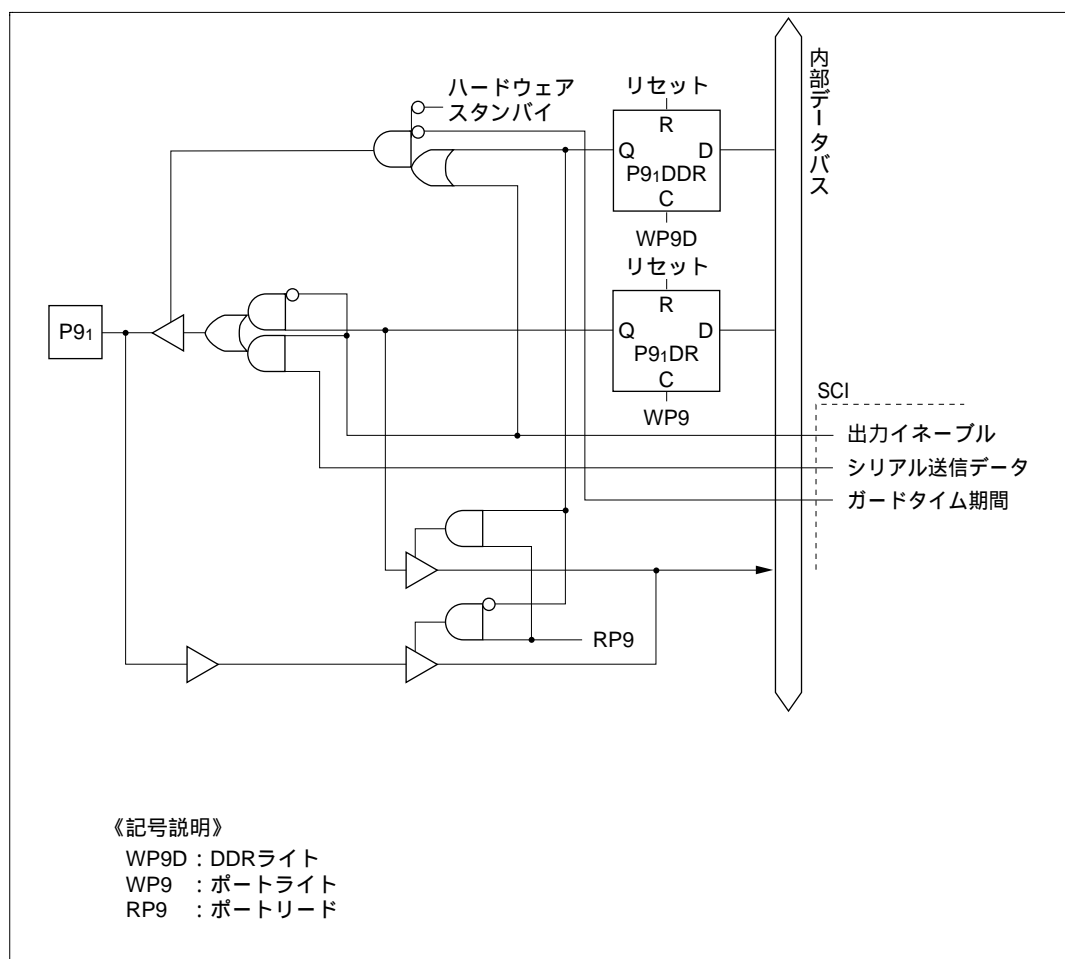 ハードウェア
スタンバイ
リセット
R
Q
D
P9₁DDR
C
WP9D
内部データバス
リセット
R
Q
D
P9₁DR
C
WP9
P9₁
SCI
出力イネーブル
シリアル送信データ
ガードタイム期間
RP9
《記号説明》
WP9D : DDRライト
WP9 : ポートライト
RP9 : ポートリード